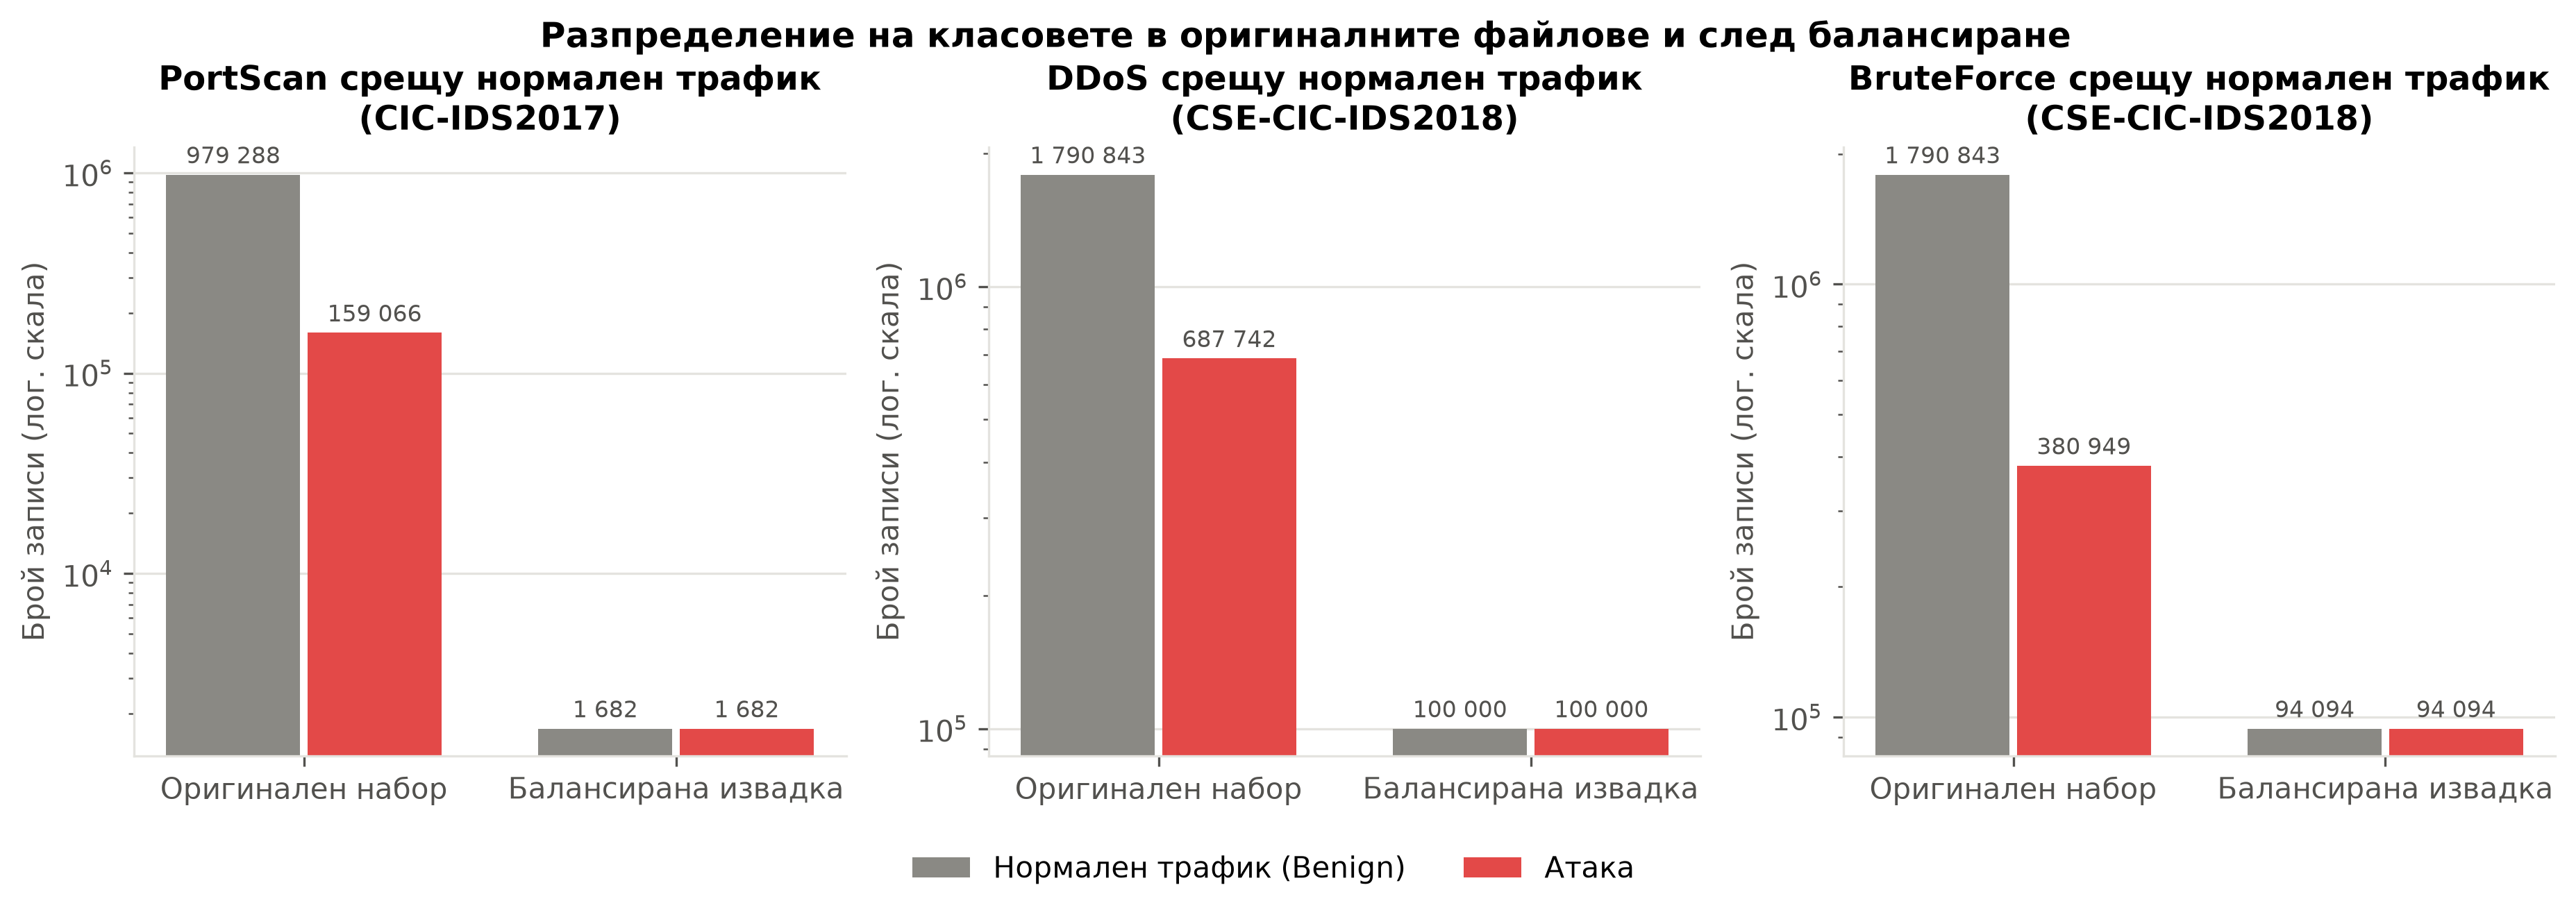 Разпределение на класовете в оригиналните файлове и след балансиране
PortScan срещу нормален трафик
(CIC-IDS2017)
979 288
10⁶
159 066
10⁵
10⁴
1 682
1 682
Брой записи (лог. скала)
Оригинален набор
Балансирана извадка
DDoS срещу нормален трафик
(CSE-CIC-IDS2018)
1 790 843
10⁶
687 742
100 000
100 000
10⁵
Брой записи (лог. скала)
Оригинален набор
Балансирана извадка
BruteForce срещу нормален трафик
(CSE-CIC-IDS2018)
1 790 843
10⁶
380 949
94 094
94 094
10⁵
Брой записи (лог. скала)
Оригинален набор
Балансирана извадка
Нормален трафик (Benign)
Атака